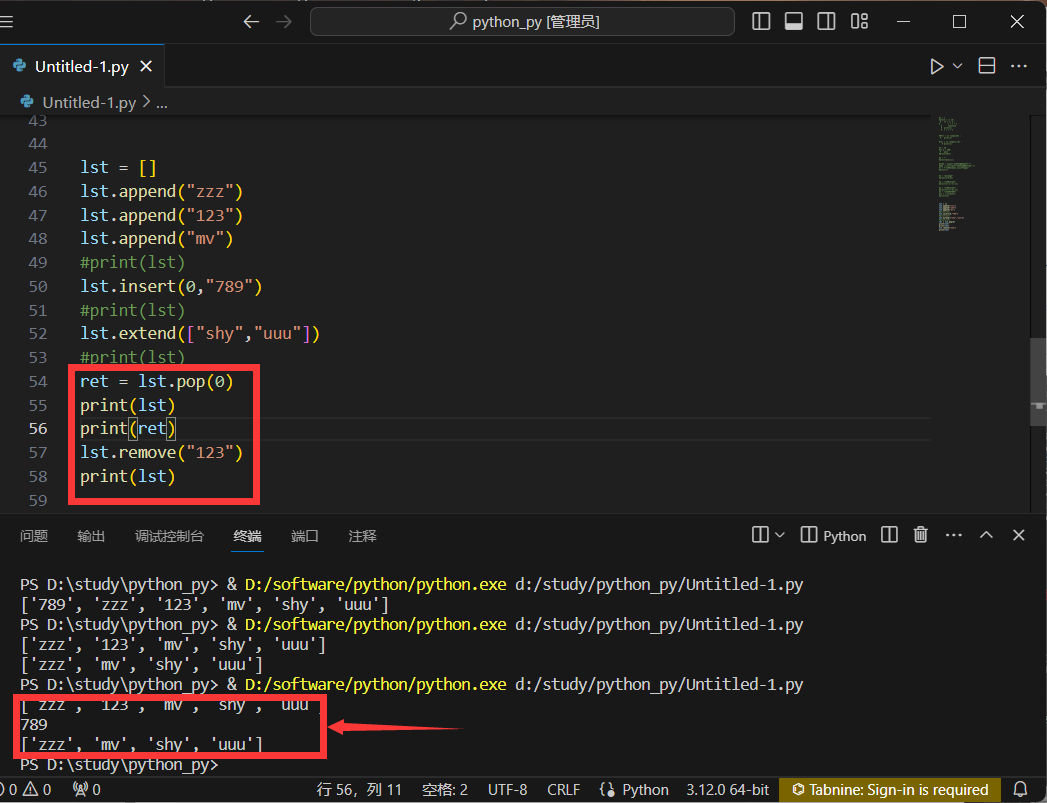 python_py [管理员]
Untitled-1.py
Untitled-1.py > ...
43
44
45 lst = []
46 lst.append("zzz")
47 lst.append("123")
48 lst.append("mv")
49 #print(lst)
50 lst.insert(0,"789")
51 #print(lst)
52 lst.extend(["shy","uuu"])
53 #print(lst)
54 ret = lst.pop(0)
55 print(lst)
56 print(ret)
57 lst.remove("123")
58 print(lst)
59
问题 输出 调试控制台 终端 端口 注释 Python ...
PS D:\study\python_py> & D:/software/python/python.exe d:/study/python_py/Untitled-1.py
['789', 'zzz', '123', 'mv', 'shy', 'uuu']
PS D:\study\python_py> & D:/software/python/python.exe d:/study/python_py/Untitled-1.py
['zzz', '123', 'mv', 'shy', 'uuu']
['zzz', 'mv', 'shy', 'uuu']
PS D:\study\python_py> & D:/software/python/python.exe d:/study/python_py/Untitled-1.py
['zzz', '123', 'mv', 'shy', 'uuu']
789
['zzz', 'mv', 'shy', 'uuu']
PS D:\study\python_py>
0 0 0 行 56，列 11 空格: 2 UTF-8 CRLF Python 3.12.0 64-bit Tabnine: Sign-in is required